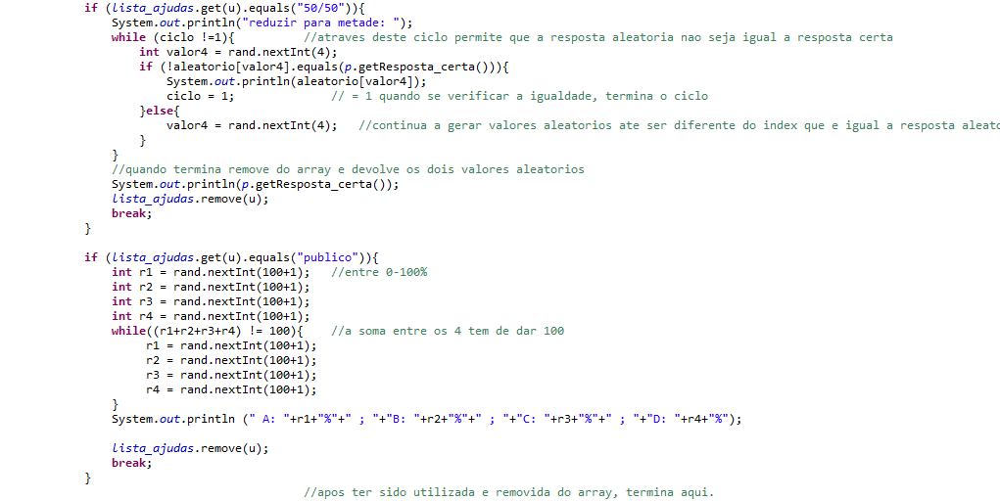 if (lista_ajudas.get(u).equals("50/50")){
System.out.println("reduzir para metade: ");
while (ciclo !=1){ //atraves deste ciclo permite que a resposta aleatoria nao seja igual a resposta certa
int valor4 = rand.nextInt(4);
if (!aleatorio[valor4].equals(p.getResposta_certa())){
System.out.println(aleatorio[valor4]);
ciclo = 1; // = 1 quando se verificar a igualdade, termina o ciclo
}else{
valor4 = rand.nextInt(4); //continua a gerar valores aleatorios ate ser diferente do index que e igual a resposta aleato
}
}
//quando termina remove do array e devolve os dois valores aleatorios
System.out.println(p.getResposta_certa());
lista_ajudas.remove(u);
break;
}
if (lista_ajudas.get(u).equals("publico")){
int r1 = rand.nextInt(100+1); //entre 0-100%
int r2 = rand.nextInt(100+1);
int r3 = rand.nextInt(100+1);
int r4 = rand.nextInt(100+1);
while((r1+r2+r3+r4) != 100){ //a soma entre os 4 tem de dar 100
r1 = rand.nextInt(100+1);
r2 = rand.nextInt(100+1);
r3 = rand.nextInt(100+1);
r4 = rand.nextInt(100+1);
}
System.out.println (" A: "+r1+"%"+" ; "+"B: "+r2+"%"+" ; "+"C: "+r3+"%"+" ; "+"D: "+r4+"%");
lista_ajudas.remove(u);
break;
}
//apos ter sido utilizada e removida do array, termina aqui.